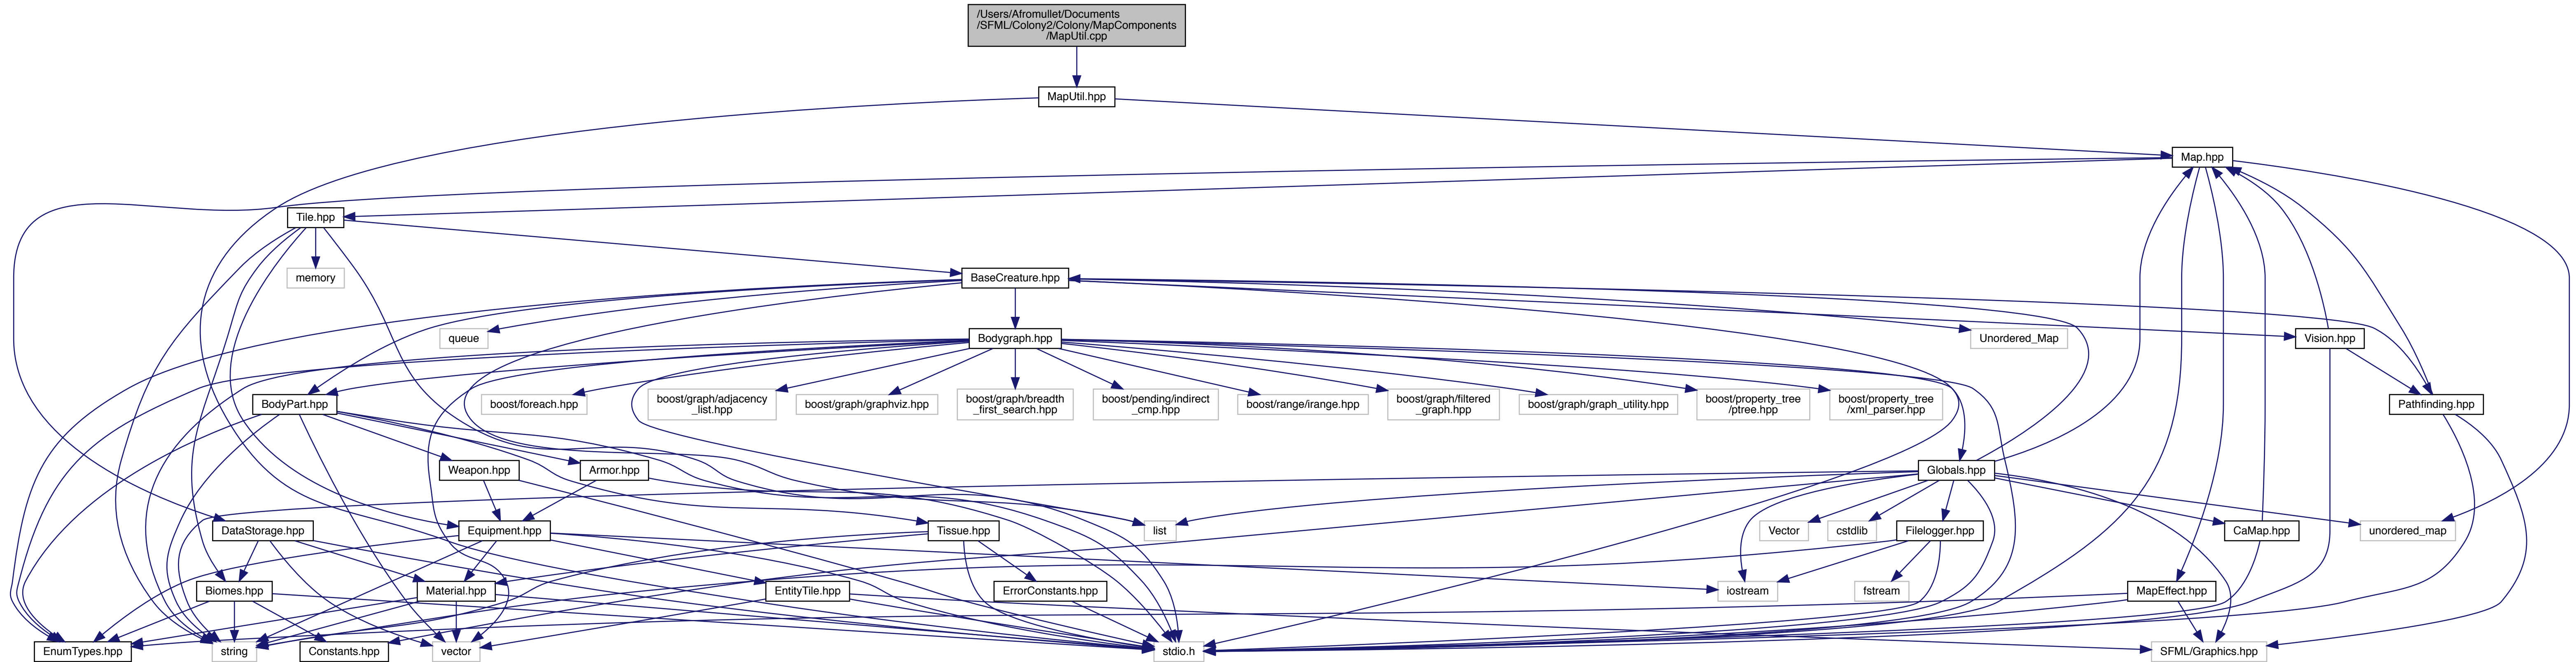 /Users/Afromullet/Documents
/SFML/Colony2/Colony/MapComponents
/MapUtil.cpp
MapUtil.hpp
Map.hpp
Tile.hpp
memory
BaseCreature.hpp
queue
Bodygraph.hpp
Unordered_Map
Vision.hpp
BodyPart.hpp
boost/foreach.hpp
boost/graph/adjacency
_list.hpp
boost/graph/graphviz.hpp
boost/graph/breadth
_first_search.hpp
boost/pending/indirect
_cmp.hpp
boost/range/irange.hpp
boost/graph/filtered
_graph.hpp
boost/graph/graph_utility.hpp
boost/property_tree
/ptree.hpp
boost/property_tree
/xml_parser.hpp
Pathfinding.hpp
Weapon.hpp
Armor.hpp
Globals.hpp
DataStorage.hpp
Equipment.hpp
Tissue.hpp
list
Vector
cstdlib
Filelogger.hpp
CaMap.hpp
unordered_map
Biomes.hpp
Material.hpp
EntityTile.hpp
ErrorConstants.hpp
iostream
fstream
MapEffect.hpp
EnumTypes.hpp
string
Constants.hpp
vector
stdio.h
SFML/Graphics.hpp